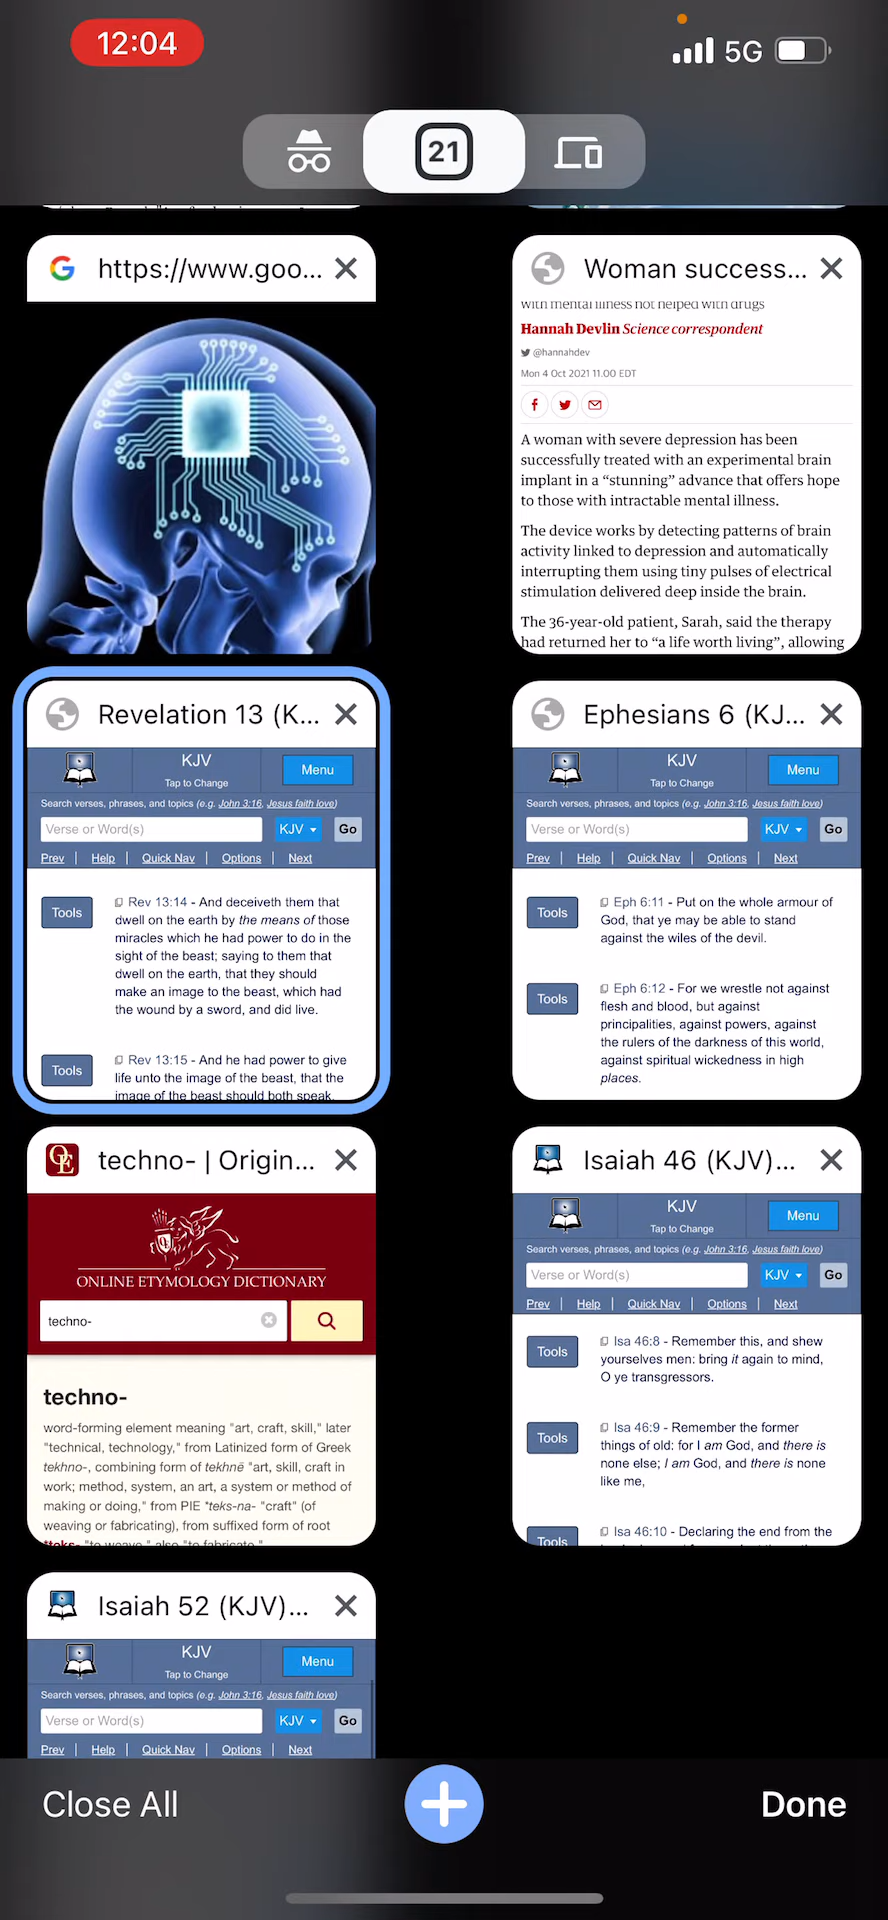 12:04
5G
21
https://www.goo...
Woman success...
with mental illness not helped with drugs
Hannah Devlin Science correspondent
@hannahdev
Mon 4 Oct 2021 11.00 EDT
A woman with severe depression has been
successfully treated with an experimental brain
implant in a “stunning” advance that offers hope
to those with intractable mental illness.
The device works by detecting patterns of brain
activity linked to depression and automatically
interrupting them using tiny pulses of electrical
stimulation delivered deep inside the brain.
The 36-year-old patient, Sarah, said the therapy
had returned her to “a life worth living”, allowing
Revelation 13 (K...
KJV
Tap to Change
Menu
Search verses, phrases, and topics (e.g. John 3:16, Jesus faith love)
Verse or Word(s)
KJV
Go
Prev | Help | Quick Nav | Options | Next
Tools
Rev 13:14 - And deceiveth them that
dwell on the earth by the means of those
miracles which he had power to do in the
sight of the beast; saying to them that
dwell on the earth, that they should
make an image to the beast, which had
the wound by a sword, and did live.
Tools
Rev 13:15 - And he had power to give
life unto the image of the beast, that the
image of the beast should both speak,
Ephesians 6 (KJ...
KJV
Tap to Change
Menu
Search verses, phrases, and topics (e.g. John 3:16, Jesus faith love)
Verse or Word(s)
KJV
Go
Prev | Help | Quick Nav | Options | Next
Tools
Eph 6:11 - Put on the whole armour of
God, that ye may be able to stand
against the wiles of the devil.
Tools
Eph 6:12 - For we wrestle not against
flesh and blood, but against
principalities, against powers, against
the rulers of the darkness of this world,
against spiritual wickedness in high
places.
techno- | Origin...
ONLINE ETYMOLOGY DICTIONARY
techno-
techno-
word-forming element meaning "art, craft, skill," later
"technical, technology," from Latinized form of Greek
tekhno-, combining form of tekhnē "art, skill, craft in
work; method, system, an art, a system or method of
making or doing," from PIE *teks-na- "craft" (of
weaving or fabricating), from suffixed form of root
*teks- "to weave," also "to fabricate."
Isaiah 46 (KJV)...
KJV
Tap to Change
Menu
Search verses, phrases, and topics (e.g. John 3:16, Jesus faith love)
Verse or Word(s)
KJV
Go
Prev | Help | Quick Nav | Options | Next
Tools
Isa 46:8 - Remember this, and shew
yourselves men: bring it again to mind,
O ye transgressors.
Tools
Isa 46:9 - Remember the former
things of old: for I am God, and there is
none else; I am God, and there is none
like me,
Tools
Isa 46:10 - Declaring the end from the
Isaiah 52 (KJV)...
KJV
Tap to Change
Menu
Search verses, phrases, and topics (e.g. John 3:16, Jesus faith love)
Verse or Word(s)
KJV
Go
Prev | Help | Quick Nav | Options | Next
Close All
Done